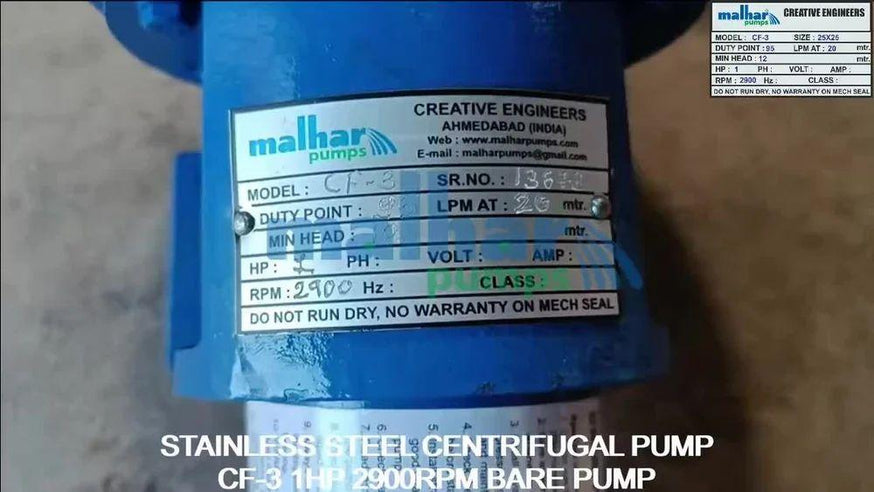 malhar pumps CREATIVE ENGINEERS
MODEL : CF-3 SIZE : 25X25
DUTY POINT : 95 LPM AT : 20 mtr.
MIN HEAD : 12 mtr.
HP : 1 PH : VOLT : AMP :
RPM : 2900 Hz : CLASS :
DO NOT RUN DRY, NO WARRANTY ON MECH SEAL
malhar pumps
CREATIVE ENGINEERS
AHMEDABAD (INDIA)
Web : www.malharpumps.com
E-mail : malharpumps@gmail.com
MODEL : CF-3 SR.NO. :
DUTY POINT : LPM AT : 20 mtr.
MIN HEAD : mtr.
HP : PH : VOLT : AMP :
RPM : 2900 Hz : CLASS :
DO NOT RUN DRY, NO WARRANTY ON MECH SEAL
malhar pumps
STAINLESS STEEL CENTRIFUGAL PUMP
CF-3 1HP 2900RPM BARE PUMP